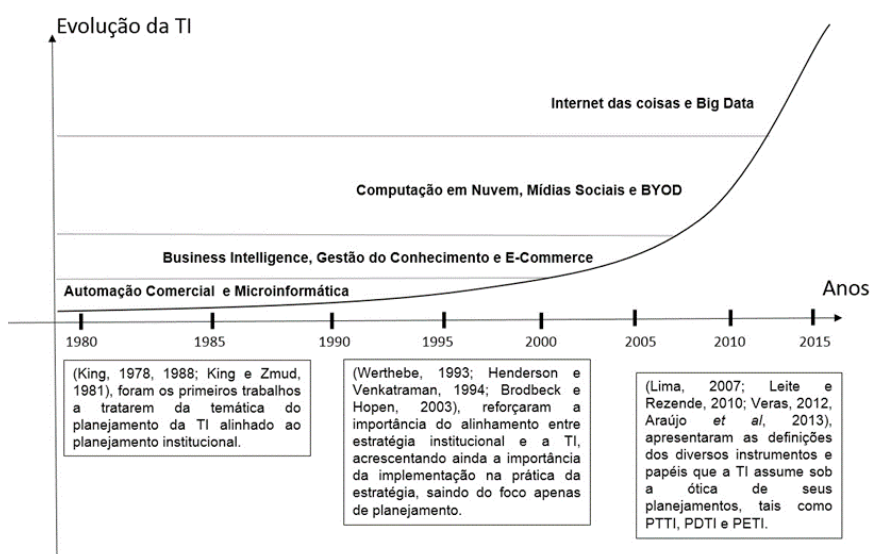 Evolução da TI
Internet das coisas e Big Data
Computação em Nuvem, Mídias Sociais e BYOD
Business Intelligence, Gestão do Conhecimento e E-Commerce
Automação Comercial e Microinformática
Anos
1980 1985 1990 1995 2000 2005 2010 2015
(King, 1978, 1988; King e Zmud,
1981), foram os primeiros trabalhos
a tratarem da temática do
planejamento da TI alinhado ao
planejamento institucional.
(Werthebe, 1993; Henderson e
Venkatraman, 1994; Brodbeck e
Hopen, 2003), reforçaram a
importância do alinhamento entre
estratégia institucional e a TI,
acrescentando ainda a importância
da implementação na prática da
estratégia, saindo do foco apenas
de planejamento.
(Lima, 2007; Leite e
Rezende, 2010; Veras, 2012,
Araújo et al, 2013),
apresentaram as definições
dos diversos instrumentos e
papéis que a TI assume sob
a ótica de seus
planejamentos, tais como
PTTI, PDTI e PETI.